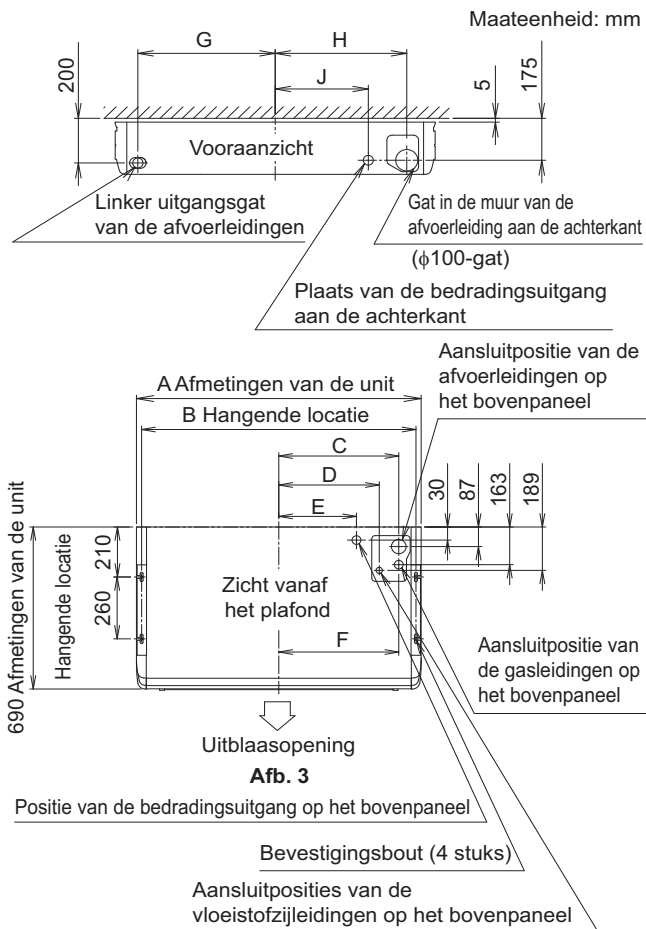 Maateenheid: mm
G
H
J
200
5
175
Vooraanzicht
Linker uitgangsgat
van de afvoerleidingen
Gat in de muur van de
afvoerleiding aan de achterkant
(ϕ100-gat)
Plaats van de bedradingsuitgang
aan de achterkant
Aansluitpositie van de
afvoerleidingen op
het bovenpaneel
A Afmetingen van de unit
B Hangende locatie
C
D
E
30
87
163
189
690 Afmetingen van de unit
Hangende locatie
210
260
Zicht vanaf
het plafond
F
Aansluitpositie van
de gasleidingen op
het bovenpaneel
Uitblaasopening
Afb. 3
Positie van de bedradingsuitgang op het bovenpaneel
Bevestigingsbout (4 stuks)
Aansluitposities van de
vloeistofzijleidingen op het bovenpaneel